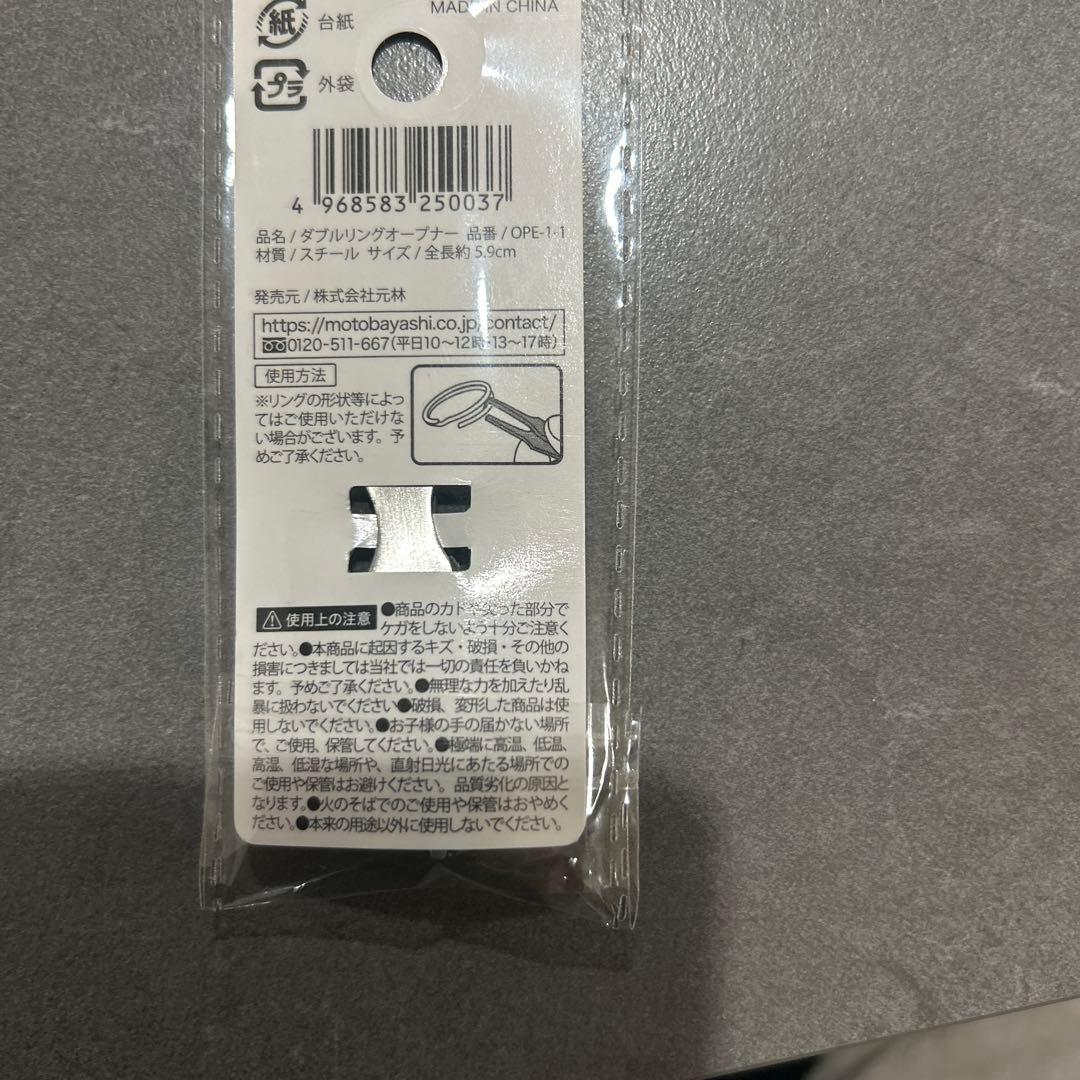 MADE IN CHINA
紙 台紙
プラ 外袋
4 968583 250037
品名/ダブルリングオープナー 品番/OPE-1-1
材質/スチール サイズ/全長約5.9cm
発売元/株式会社元林
https://motobayashi.co.jp/contact/
0120-511-667(平日10〜12時・13〜17時)
使用方法
※リングの形状等によっ
てはご使用いただけな
い場合がございます。予
めご了承ください。
使用上の注意 ●商品のカドや尖った部分で
ケガをしないよう十分ご注意く
ださい。●本商品に起因するキズ・破損・その他の
損害につきましては当社では一切の責任を負いかね
ます。予めご了承ください。●無理な力を加えたり乱
暴に扱わないでください●破損、変形した商品は使
用しないでください。●お子様の手の届かない場所
で、ご使用、保管してください。●極端に高温、低温、
高湿、低湿な場所や、直射日光にあたる場所での
ご使用や保管はお避けください。品質劣化の原因と
なります。●火のそばでのご使用や保管はおやめく
ださい。●本来の用途以外に使用しないでください。